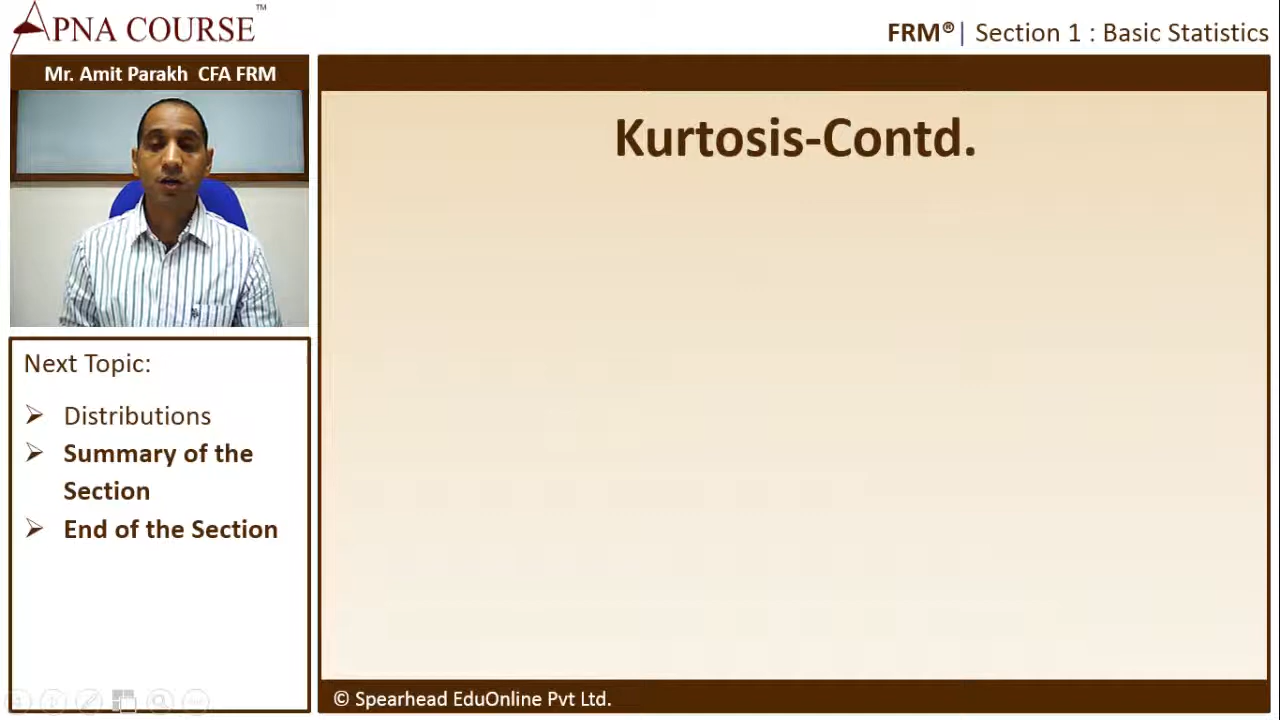 APNA COURSE™
FRM®| Section 1 : Basic Statistics
Mr. Amit Parakh CFA FRM
Kurtosis-Contd.
Next Topic:
Distributions
Summary of the
Section
End of the Section
© Spearhead EduOnline Pvt Ltd.